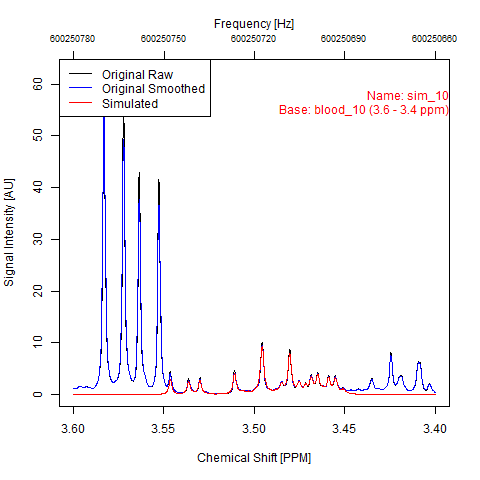 Frequency [Hz]
600250780 600250750 600250720 600250690 600250660
Original Raw
Original Smoothed
Simulated
Name: sim_10
Base: blood_10 (3.6 - 3.4 ppm)
60
50
40
30
20
10
0
Signal Intensity [AU]
3.60 3.55 3.50 3.45 3.40
Chemical Shift [PPM]